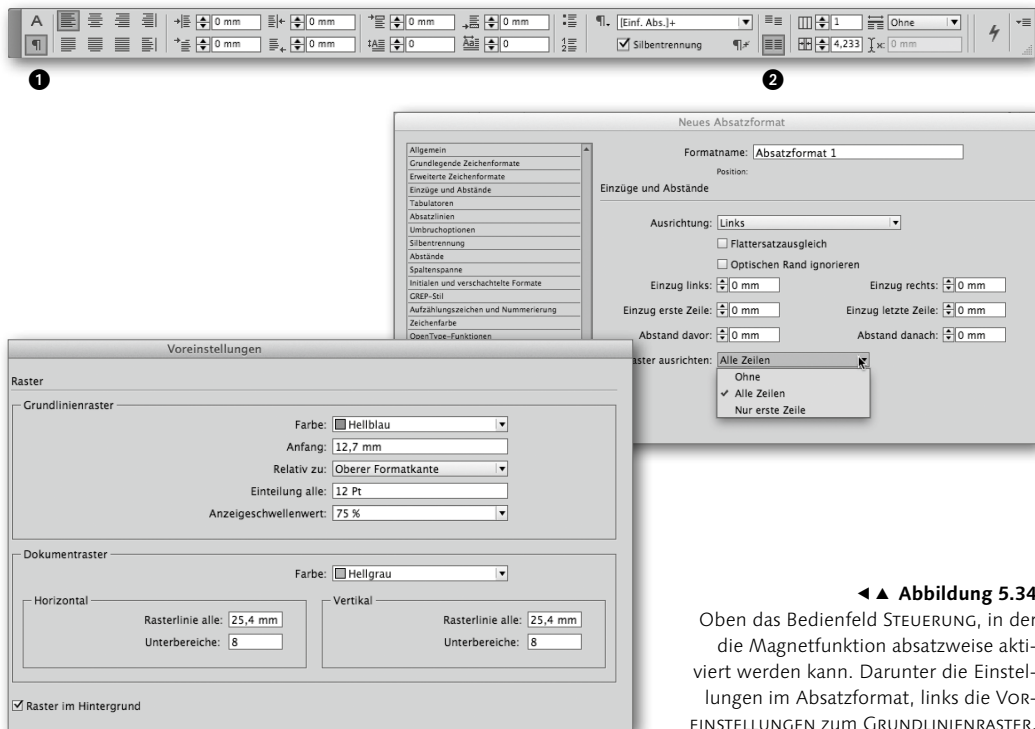 A 0 mm 0 mm 0 mm 0 mm [Einf. Abs.]+ 1 Ohne
¶ 0 mm 0 mm 0 0 Silbentrennung 4,233 x: 0 mm
1 2
Neues Absatzformat
Allgemein
Grundlegende Zeichenformate
Erweiterte Zeichenformate
Einzüge und Abstände
Tabulatoren
Absatzlinien
Umbruchoptionen
Silbentrennung
Abstände
Spaltenspanne
Initialen und verschachtelte Formate
GREP-Stil
Aufzählungszeichen und Nummerierung
Zeichenfarbe
OpenType-Funktionen
Formatname: Absatzformat 1
Position:
Einzüge und Abstände
Ausrichtung: Links
Flattersatzausgleich
Optischen Rand ignorieren
Einzug links: 0 mm Einzug rechts: 0 mm
Einzug erste Zeile: 0 mm Einzug letzte Zeile: 0 mm
Abstand davor: 0 mm Abstand danach: 0 mm
aster ausrichten: Alle Zeilen
Ohne
✓ Alle Zeilen
Nur erste Zeile
Voreinstellungen
Raster
Grundlinienraster
Farbe: Hellblau
Anfang: 12,7 mm
Relativ zu: Oberer Formatkante
Einteilung alle: 12 Pt
Anzeigeschwellenwert: 75 %
Dokumentraster
Farbe: Hellgrau
Horizontal
Rasterlinie alle: 25,4 mm
Unterbereiche: 8
Vertikal
Rasterlinie alle: 25,4 mm
Unterbereiche: 8
Raster im Hintergrund
◄ ▲ Abbildung 5.34
Oben das Bedienfeld STEUERUNG, in der
die Magnetfunktion absatzweise akti-
viert werden kann. Darunter die Einstel-
lungen im Absatzformat, links die VOR-
EINSTELLUNGEN zum GRUNDLINIENRASTER.